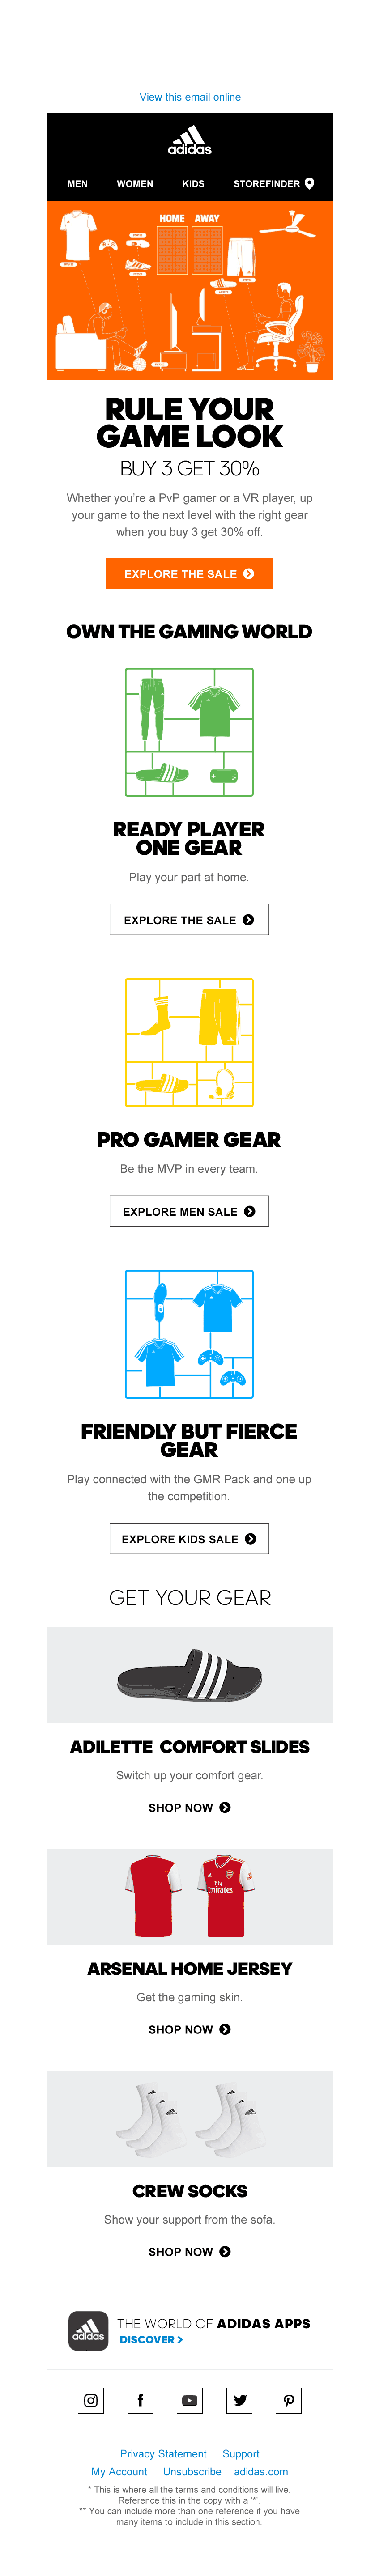 View this email online
adidas
MEN WOMEN KIDS STOREFINDER
HOME AWAY
RULE YOUR
GAME LOOK
BUY 3 GET 30%
Whether you're a PvP gamer or a VR player, up
your game to the next level with the right gear
when you buy 3 get 30% off.
EXPLORE THE SALE
OWN THE GAMING WORLD
READY PLAYER
ONE GEAR
Play your part at home.
EXPLORE THE SALE
PRO GAMER GEAR
Be the MVP in every team.
EXPLORE MEN SALE
FRIENDLY BUT FIERCE
GEAR
Play connected with the GMR Pack and one up
the competition.
EXPLORE KIDS SALE
GET YOUR GEAR
ADILETTE COMFORT SLIDES
Switch up your comfort gear.
SHOP NOW
Fly
Emirates
ARSENAL HOME JERSEY
Get the gaming skin.
SHOP NOW
CREW SOCKS
Show your support from the sofa.
SHOP NOW
adidas
THE WORLD OF ADIDAS APPS
DISCOVER >
Privacy Statement Support
My Account Unsubscribe adidas.com
* This is where all the terms and conditions will live.
Reference this in the copy with a '*'.
** You can include more than one reference if you have
many items to include in this section.